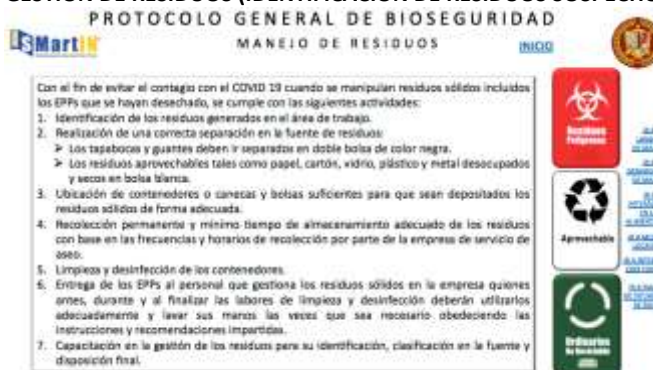 PROTOCOLO GENERAL DE BIOSEGURIDAD
SMartIN
MANEJO DE RESIDUOS
INICIO
Con el fin de evitar el contagio con el COVID 19 cuando se manipulan residuos sólidos incluidos
los EPPs que se hayan desechado, se cumple con las siguientes actividades:
1. Identificación de los residuos generados en el área de trabajo.
2. Realización de una correcta separación en la fuente de residuos:
➤ Los tapabocas y guantes deben ir separados en doble bolsa de color negra.
➤ Los residuos aprovechables tales como papel, cartón, vidrio, plástico y metal desocupados
y secos en bolsa blanca.
3. Ubicación de contenedores o canecas y bolsas suficientes para que sean depositados los
residuos sólidos de forma adecuada.
4. Recolección permanente y mínimo tiempo de almacenamiento adecuado de los residuos
con base en las frecuencias y horarios de recolección por parte de la empresa de servicio de
aseo.
5. Limpieza y desinfección de los contenedores.
6. Entrega de los EPPs al personal que gestiona los residuos sólidos en la empresa quienes
antes, durante y al finalizar las labores de limpieza y desinfección deberán utilizarlos
adecuadamente y lavar sus manos las veces que sea necesario obedeciendo las
instrucciones y recomendaciones impartidas.
7. Capacitación en la gestión de los residuos para su identificación, clasificación en la fuente y
disposición final.
Residuos
Peligrosos
Aprovechable
Ordinarios
No Reciclable